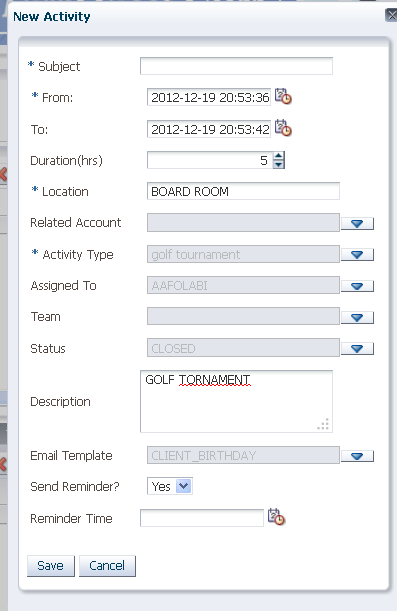 New Activity
* Subject
* From: 2012-12-19 20:53:36
To: 2012-12-19 20:53:42
Duration(hrs) 5
* Location BOARD ROOM
Related Account
* Activity Type golf tournament
Assigned To AAFOLABI
Team
Status CLOSED
Description GOLF TORNAMENT
Email Template CLIENT_BIRTHDAY
Send Reminder? Yes
Reminder Time
Save Cancel